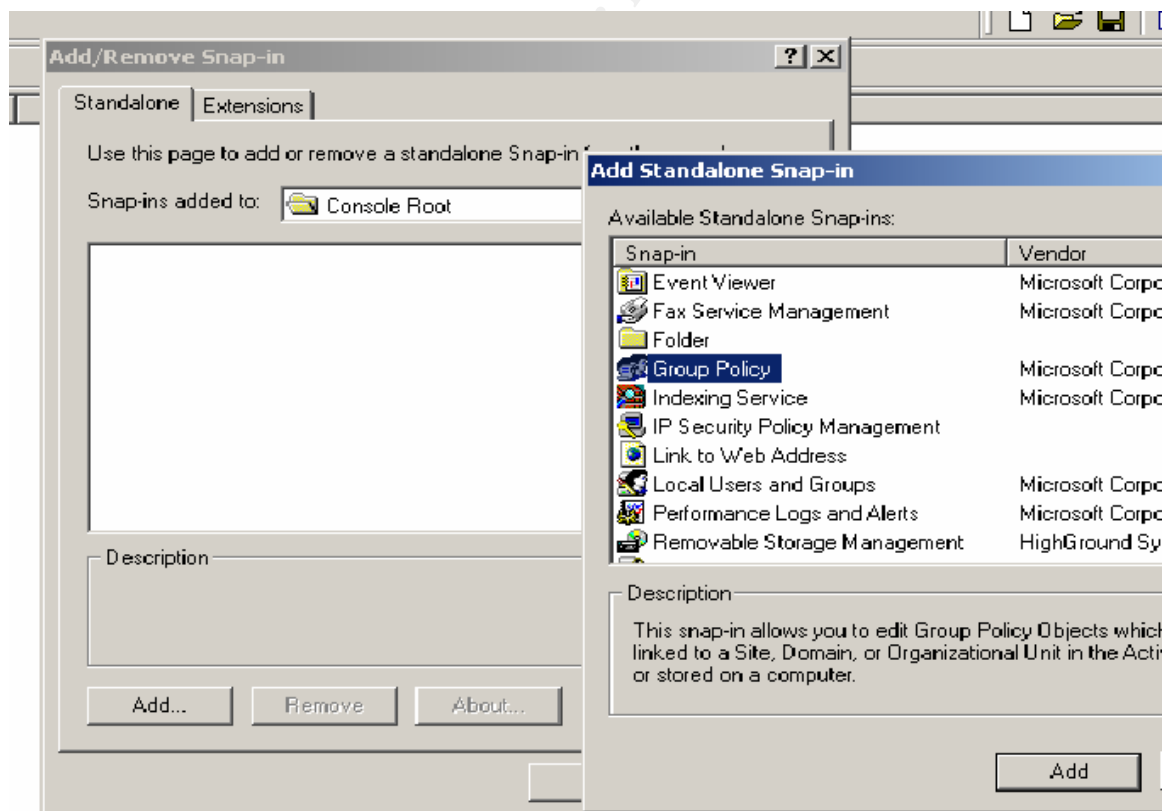 Add/Remove Snap-in
Standalone
Extensions
Use this page to add or remove a standalone Snap-in
Snap-ins added to:
Console Root
Description
Add...
Remove
About...
Add Standalone Snap-in
Available Standalone Snap-ins:
Snap-in Vendor
Event Viewer Microsoft Corpo
Fax Service Management Microsoft Corpo
Folder
Group Policy Microsoft Corpo
Indexing Service Microsoft Corpo
IP Security Policy Management
Link to Web Address
Local Users and Groups Microsoft Corpo
Performance Logs and Alerts Microsoft Corpo
Removable Storage Management HighGround Sy
Description
This snap-in allows you to edit Group Policy Objects which
linked to a Site, Domain, or Organizational Unit in the Acti
or stored on a computer.
Add